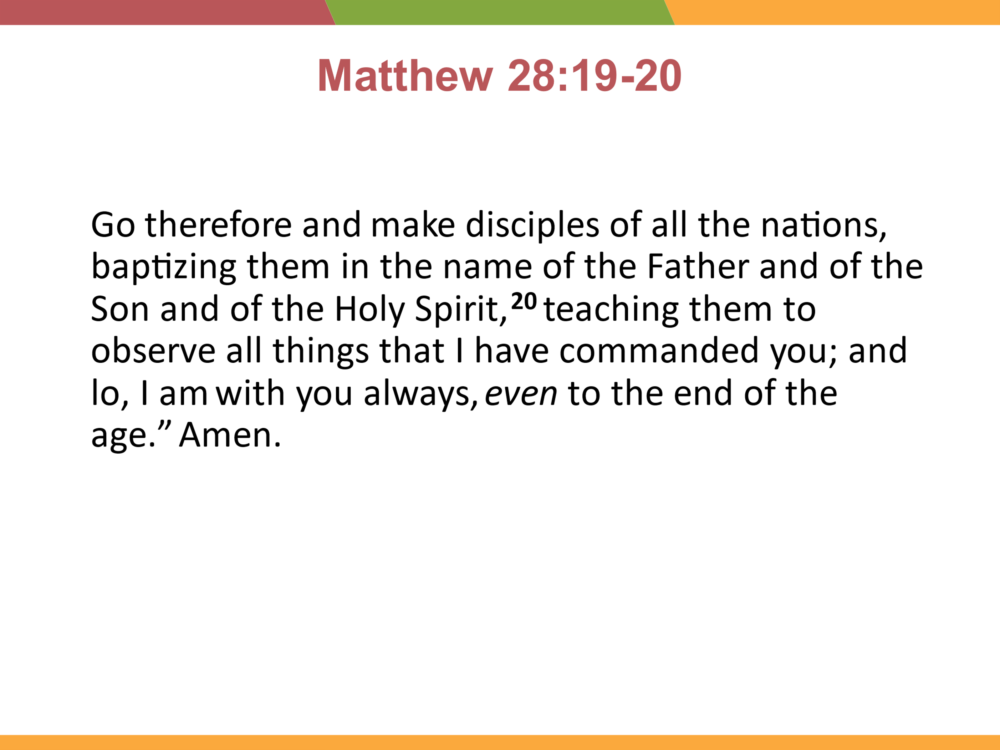 Matthew 28:19-20
Go therefore and make disciples of all the nations,
baptizing them in the name of the Father and of the
Son and of the Holy Spirit, 20 teaching them to
observe all things that I have commanded you; and
lo, I am with you always, even to the end of the
age.” Amen.